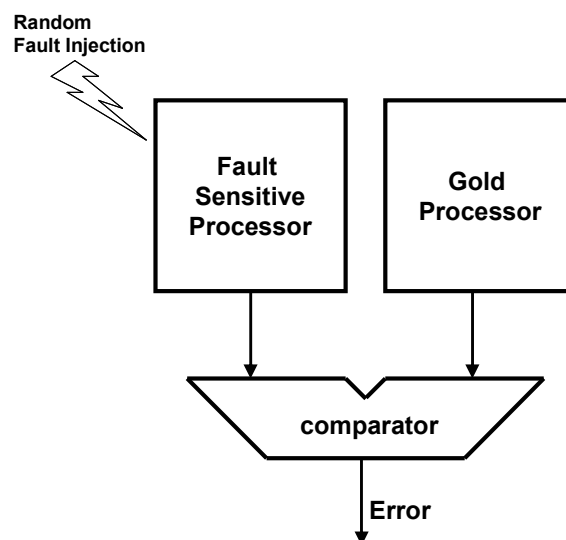 Random
Fault Injection
Fault
Sensitive
Processor
Gold
Processor
comparator
Error